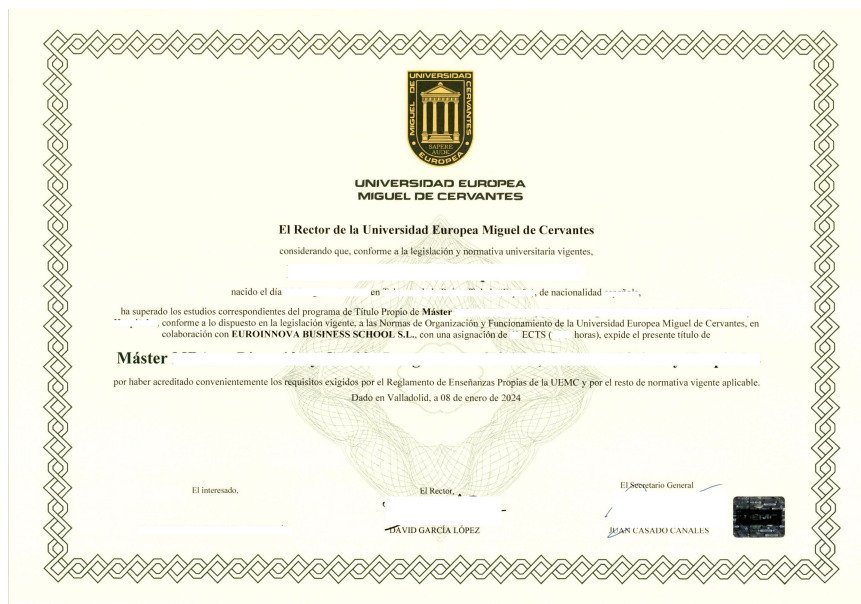 UNIVERSIDAD
MIGUEL DE CERVANTES
SAPERE
AUDE
EUROPEA
UNIVERSIDAD EUROPEA
MIGUEL DE CERVANTES
El Rector de la Universidad Europea Miguel de Cervantes
considerando que, conforme a la legislación y normativa universitaria vigentes,
nacido el día en , de nacionalidad española,
ha superado los estudios correspondientes del programa de Título Propio de Máster
, conforme a lo dispuesto en la legislación vigente, a las Normas de Organización y Funcionamiento de la Universidad Europea Miguel de Cervantes, en
colaboración con EUROINNOVA BUSINESS SCHOOL S.L., con una asignación de ECTS ( horas), expide el presente título de
Máster
por haber acreditado convenientemente los requisitos exigidos por el Reglamento de Enseñanzas Propias de la UEMC y por el resto de normativa vigente aplicable.
Dado en Valladolid, a 08 de enero de 2024
El interesado,
El Rector,
El Secretario General
DAVID GARCÍA LÓPEZ
JUAN CASADO CANALES
UEMC